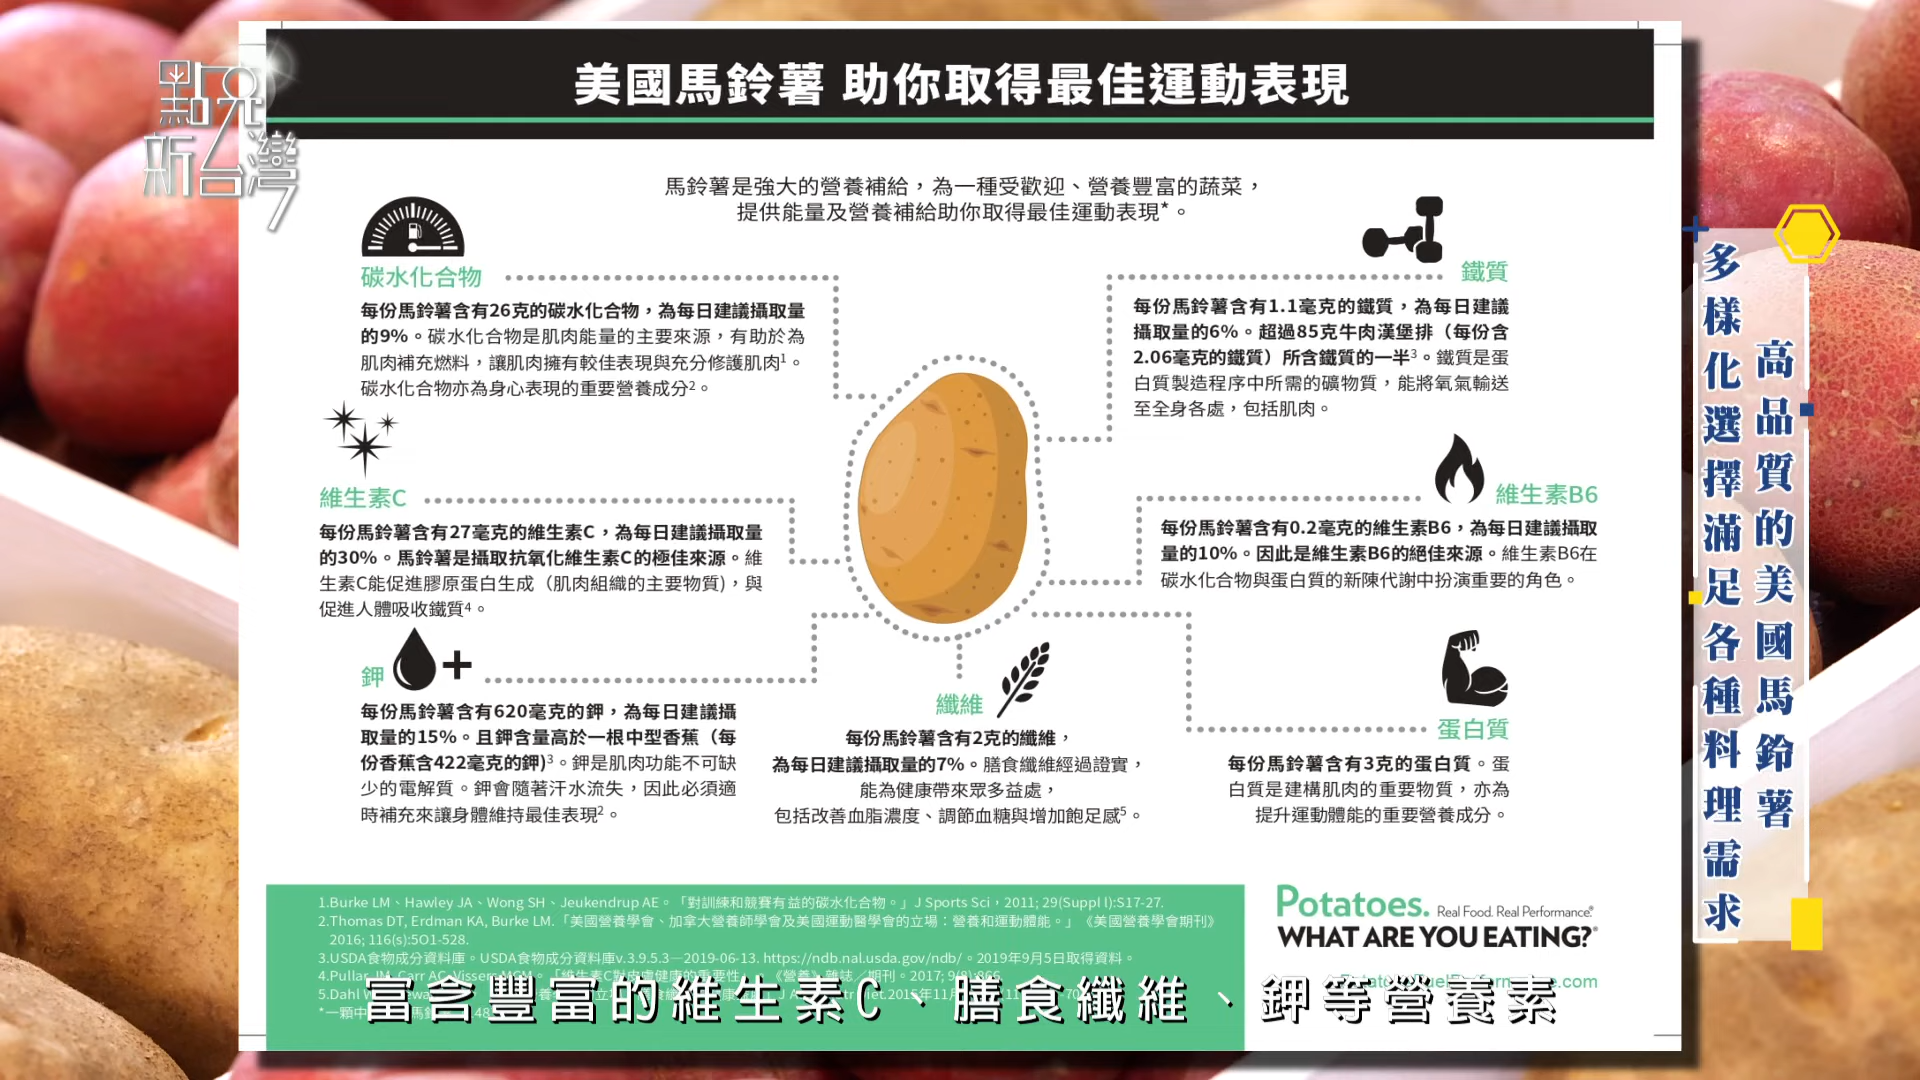 點亮
新台灣
美國馬鈴薯 助你取得最佳運動表現
馬鈴薯是強大的營養補給，為一種受歡迎、營養豐富的蔬菜，
提供能量及營養補給助你取得最佳運動表現*。
碳水化合物
每份馬鈴薯含有26克的碳水化合物，為每日建議攝取量
的9%。碳水化合物是肌肉能量的主要來源，有助於為
肌肉補充燃料，讓肌肉擁有較佳表現與充分修護肌肉1。
碳水化合物亦為身心表現的重要營養成分2。
維生素C
每份馬鈴薯含有27毫克的維生素C，為每日建議攝取量
的30%。馬鈴薯是攝取抗氧化維生素C的極佳來源。維
生素C能促進膠原蛋白生成（肌肉組織的主要物質)，與
促進人體吸收鐵質4。
鉀
每份馬鈴薯含有620毫克的鉀，為每日建議攝
取量的15%。且鉀含量高於一根中型香蕉（每
份香蕉含422毫克的鉀)3。鉀是肌肉功能不可缺
少的電解質。鉀會隨著汗水流失，因此必須適
時補充來讓身體維持最佳表現2。
纖維
每份馬鈴薯含有2克的纖維，
為每日建議攝取量的7%。膳食纖維經過證實，
能為健康帶來眾多益處，
包括改善血脂濃度、調節血糖與增加飽足感5。
鐵質
每份馬鈴薯含有1.1毫克的鐵質，為每日建議
攝取量的6%。超過85克牛肉漢堡排（每份含
2.06毫克的鐵質）所含鐵質的一半3。鐵質是蛋
白質製造程序中所需的礦物質，能將氧氣輸送
至全身各處，包括肌肉。
維生素B6
每份馬鈴薯含有0.2毫克的維生素B6，為每日建議攝取
量的10%。因此是維生素B6的絕佳來源。維生素B6在
碳水化合物與蛋白質的新陳代謝中扮演重要的角色。
蛋白質
每份馬鈴薯含有3克的蛋白質。蛋
白質是建構肌肉的重要物質，亦為
提升運動體能的重要營養成分。
1.Burke LM、Hawley JA、Wong SH、Jeukendrup AE。「對訓練和競賽有益的碳水化合物。」J Sports Sci，2011; 29(Suppl l):S17-27.
2.Thomas DT, Erdman KA, Burke LM.「美國營養學會、加拿大營養師學會及美國運動醫學會的立場：營養和運動體能。」《美國營養學會期刊》
2016; 116(s):5O1-528.
3.USDA食物成分資料庫。USDA食物成分資料庫v.3.9.5.3—2019-06-13. https://ndb.nal.usda.gov/ndb/。2019年9月5日取得資料。
4.Pullar JM, Carr AC, Vissers MCM。「維生素C對皮膚健康的重要性。」《營養》雜誌／期刊。2017; 9(8):866.
5.Dahl
Potatoes. Real Food. Real Performance.®
WHAT ARE YOU EATING?®
高品質的美國馬鈴薯
多樣化選擇滿足各種料理需求
富含豐富的維生素C、膳食纖維、鉀等營養素